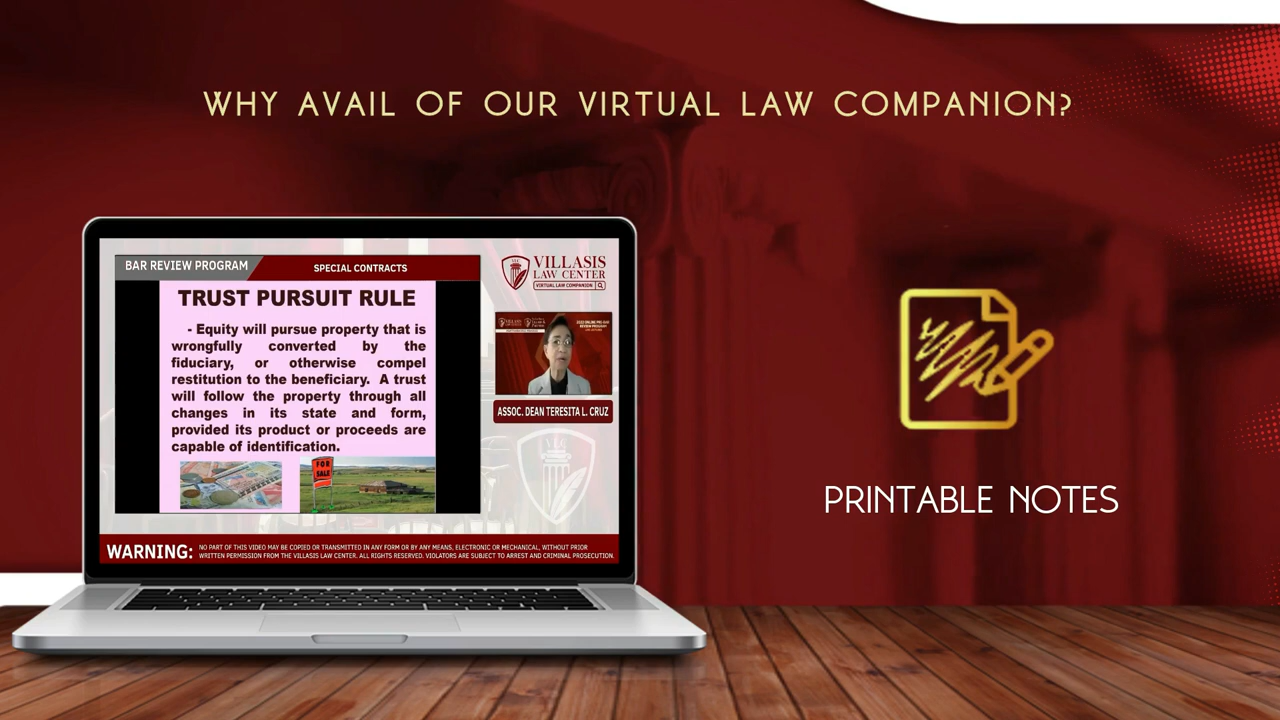 WHY AVAIL OF OUR VIRTUAL LAW COMPANION?
BAR REVIEW PROGRAM
SPECIAL CONTRACTS
TRUST PURSUIT RULE
- Equity will pursue property that is
wrongfully converted by the
fiduciary, or otherwise compel
restitution to the beneficiary. A trust
will follow the property through all
changes in its state and form,
provided its product or proceeds are
capable of identification.
FOR
SALE
VILLASIS
LAW CENTER
VIRTUAL LAW COMPANION
ASSOC. DEAN TERESITA L. CRUZ
VLC
WARNING:
NO PART OF THIS VIDEO MAY BE COPIED OR TRANSMITTED IN ANY FORM OR BY ANY MEANS, ELECTRONIC OR MECHANICAL, WITHOUT PRIOR
WRITTEN PERMISSION FROM THE VILLASIS LAW CENTER. ALL RIGHTS RESERVED. VIOLATORS ARE SUBJECT TO ARREST AND CRIMINAL PROSECUTION.
PRINTABLE NOTES